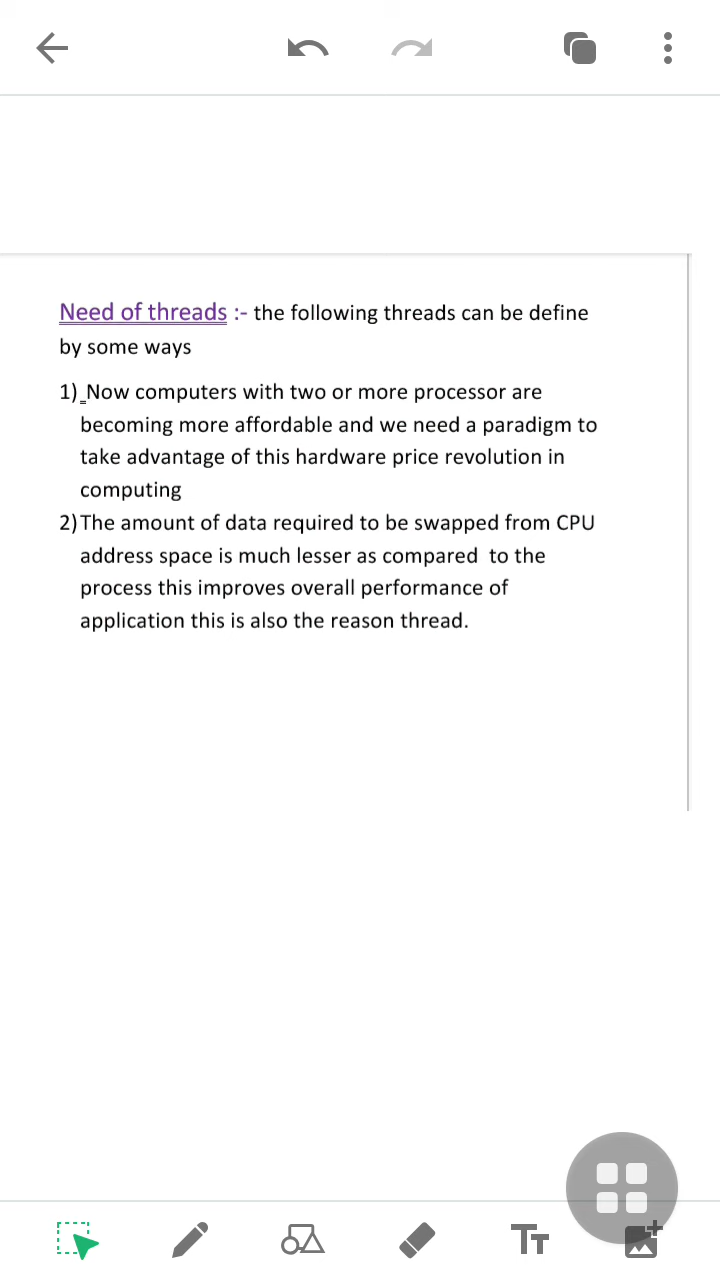 Need of threads :- the following threads can be define
by some ways
1) Now computers with two or more processor are
becoming more affordable and we need a paradigm to
take advantage of this hardware price revolution in
computing
2) The amount of data required to be swapped from CPU
address space is much lesser as compared  to the
process this improves overall performance of
application this is also the reason thread.
TT